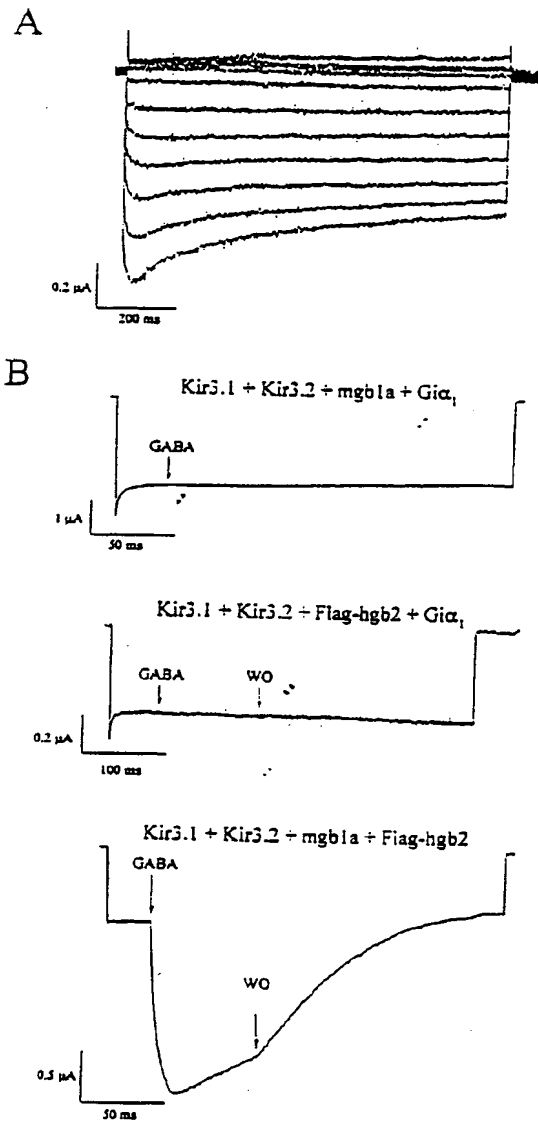 A
0.2 µA
200 ms
B
Kir3.1 + Kir3.2 + mgb1a + Giα₁
GABA
1 µA
50 ms
Kir3.1 + Kir3.2 + Flag-hgb2 + Giα₁
GABA
WO
0.2 µA
100 ms
Kir3.1 + Kir3.2 + mgb1a + Flag-hgb2
GABA
WO
0.5 µA
50 ms